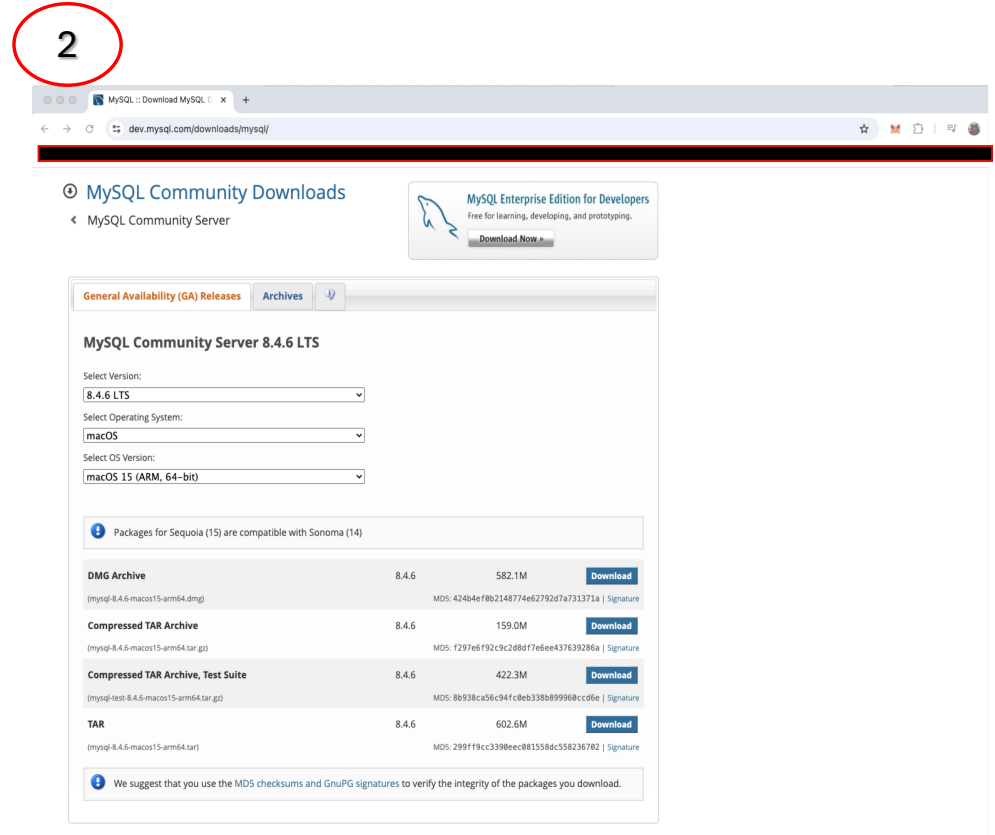 2
MySQL :: Download MySQL C
dev.mysql.com/downloads/mysql/
MySQL Community Downloads
MySQL Community Server
MySQL Enterprise Edition for Developers
Free for learning, developing, and prototyping.
Download Now »
General Availability (GA) Releases Archives
MySQL Community Server 8.4.6 LTS
Select Version:
8.4.6 LTS
Select Operating System:
macOS
Select OS Version:
macOS 15 (ARM, 64-bit)
Packages for Sequoia (15) are compatible with Sonoma (14)
DMG Archive 8.4.6 582.1M Download
(mysql-8.4.6-macos15-arm64.dmg) MD5: 424b4ef0b2148774e62792d7a731371a | Signature
Compressed TAR Archive 8.4.6 159.0M Download
(mysql-8.4.6-macos15-arm64.tar.gz) MD5: f297e6f92c9c2d8df7e6ee437639286a | Signature
Compressed TAR Archive, Test Suite 8.4.6 422.3M Download
(mysql-test-8.4.6-macos15-arm64.tar.gz) MD5: 8b938ca56c94fc0eb338b899960ccd6e | Signature
TAR 8.4.6 602.6M Download
(mysql-8.4.6-macos15-arm64.tar) MD5: 299ff9cc3390eec081558dc558236702 | Signature
We suggest that you use the MD5 checksums and GnuPG signatures to verify the integrity of the packages you download.